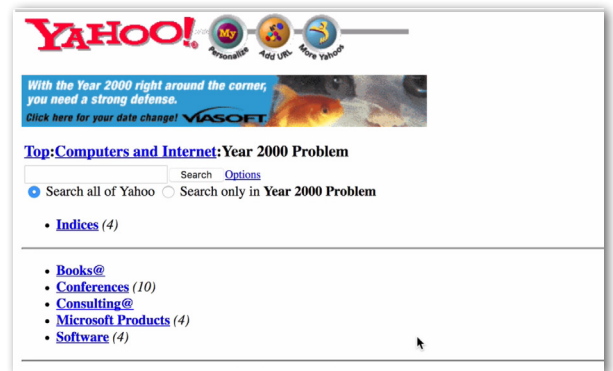 YAHOO!
My
Personalize
Add URL
More Yahoos
With the Year 2000 right around the corner,
you need a strong defense.
Click here for your date change! VIASOFT
Top:Computers and Internet:Year 2000 Problem
Search Options
Search all of Yahoo Search only in Year 2000 Problem
• Indices (4)
• Books@
• Conferences (10)
• Consulting@
• Microsoft Products (4)
• Software (4)